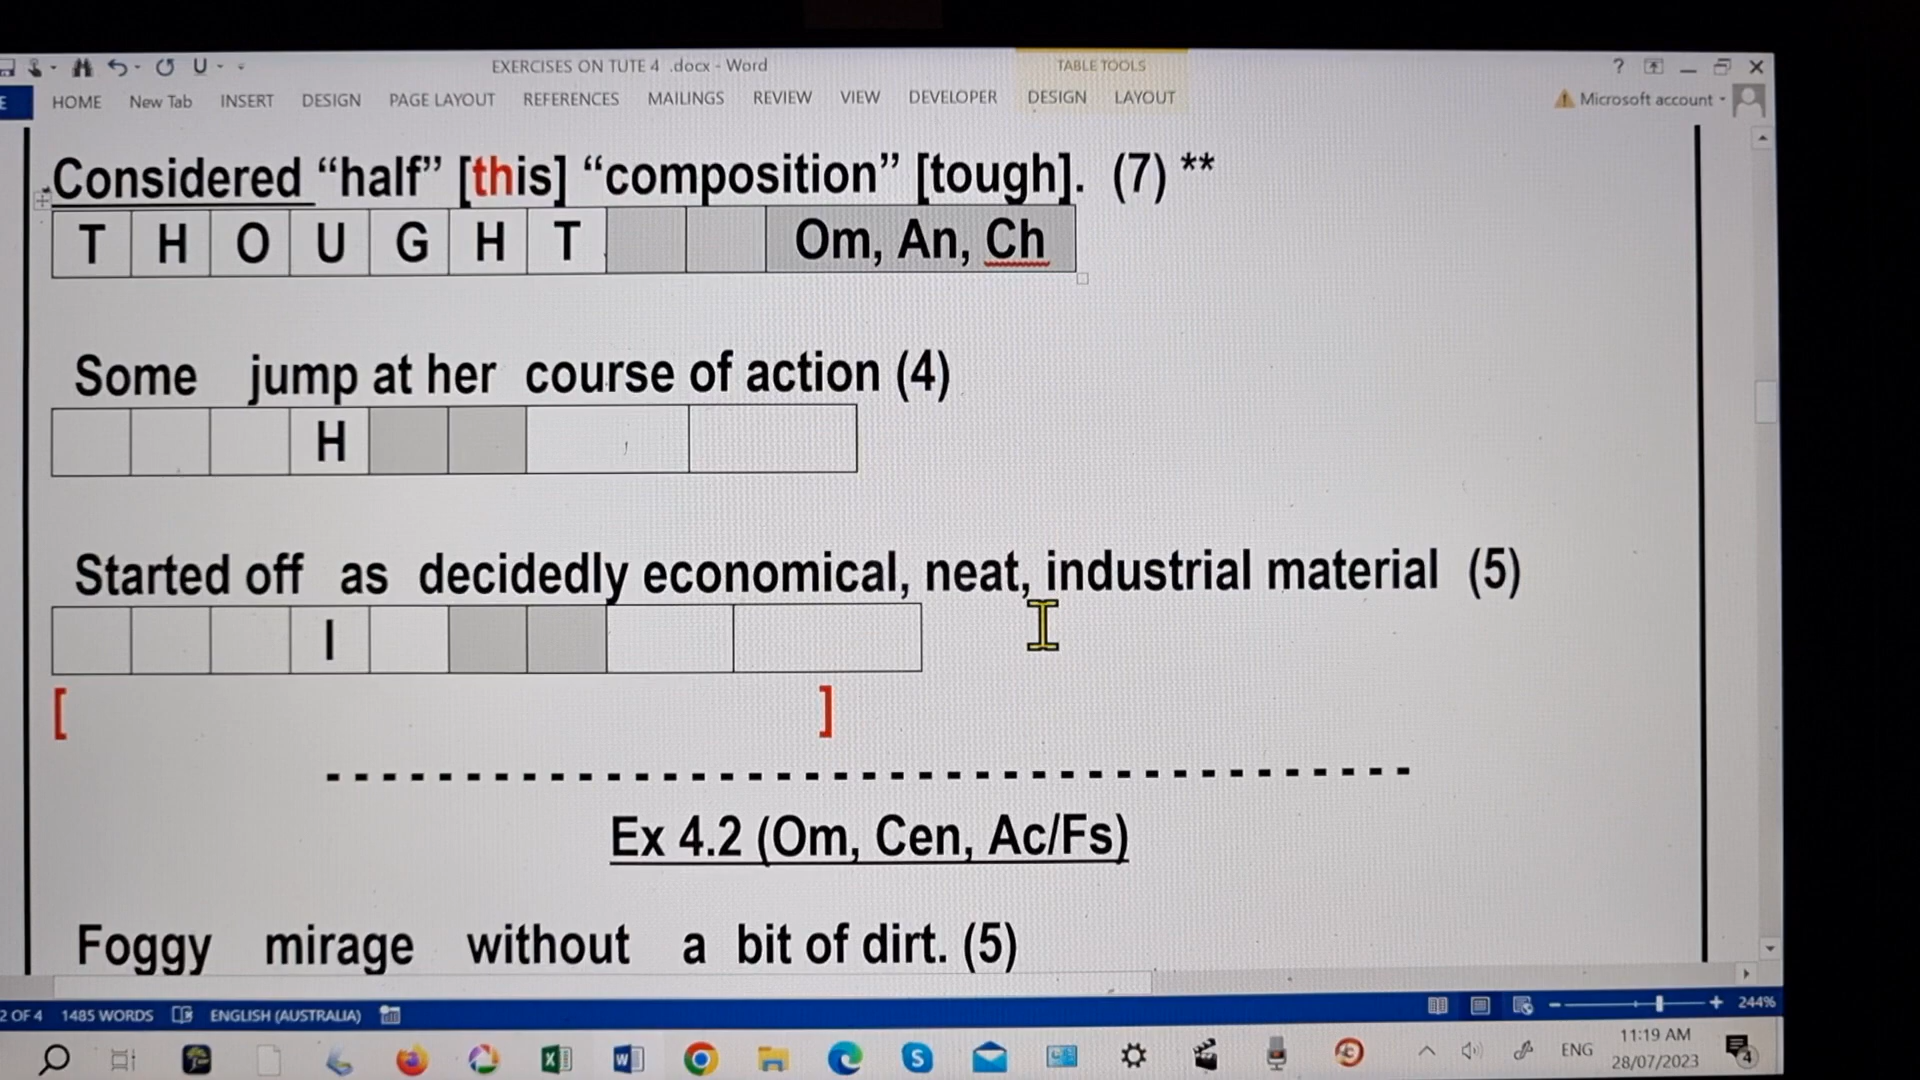 EXERCISES ON TUTE 4 .docx - Word
TABLE TOOLS
HOME New Tab INSERT DESIGN PAGE LAYOUT REFERENCES MAILINGS REVIEW VIEW DEVELOPER DESIGN LAYOUT Microsoft account
Considered “half” [this] “composition” [tough]. (7) **
T H O U G H T Om, An, Ch
Some jump at her course of action (4)
H
Started off as decidedly economical, neat, industrial material (5)
I
[ ]
Ex 4.2 (Om, Cen, Ac/Fs)
Foggy mirage without a bit of dirt. (5)
2 OF 4 1485 WORDS ENGLISH (AUSTRALIA) 244%
ENG 11:19 AM
28/07/2023
4